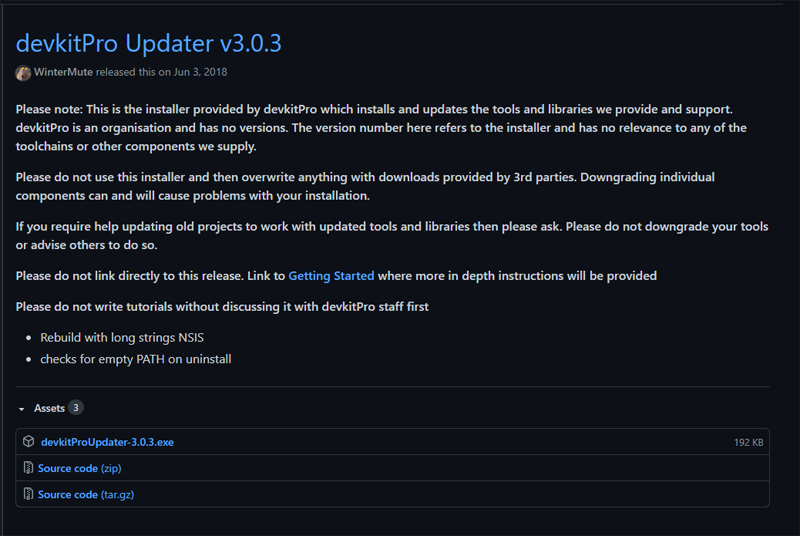 devkitPro Updater v3.0.3
WinterMute released this on Jun 3, 2018
Please note: This is the installer provided by devkitPro which installs and updates the tools and libraries we provide and support.
devkitPro is an organisation and has no versions. The version number here refers to the installer and has no relevance to any of the
toolchains or other components we supply.
Please do not use this installer and then overwrite anything with downloads provided by 3rd parties. Downgrading individual
components can and will cause problems with your installation.
If you require help updating old projects to work with updated tools and libraries then please ask. Please do not downgrade your tools
or advise others to do so.
Please do not link directly to this release. Link to Getting Started where more in depth instructions will be provided
Please do not write tutorials without discussing it with devkitPro staff first
• Rebuild with long strings NSIS
• checks for empty PATH on uninstall
Assets 3
devkitProUpdater-3.0.3.exe 192 KB
Source code (zip)
Source code (tar.gz)